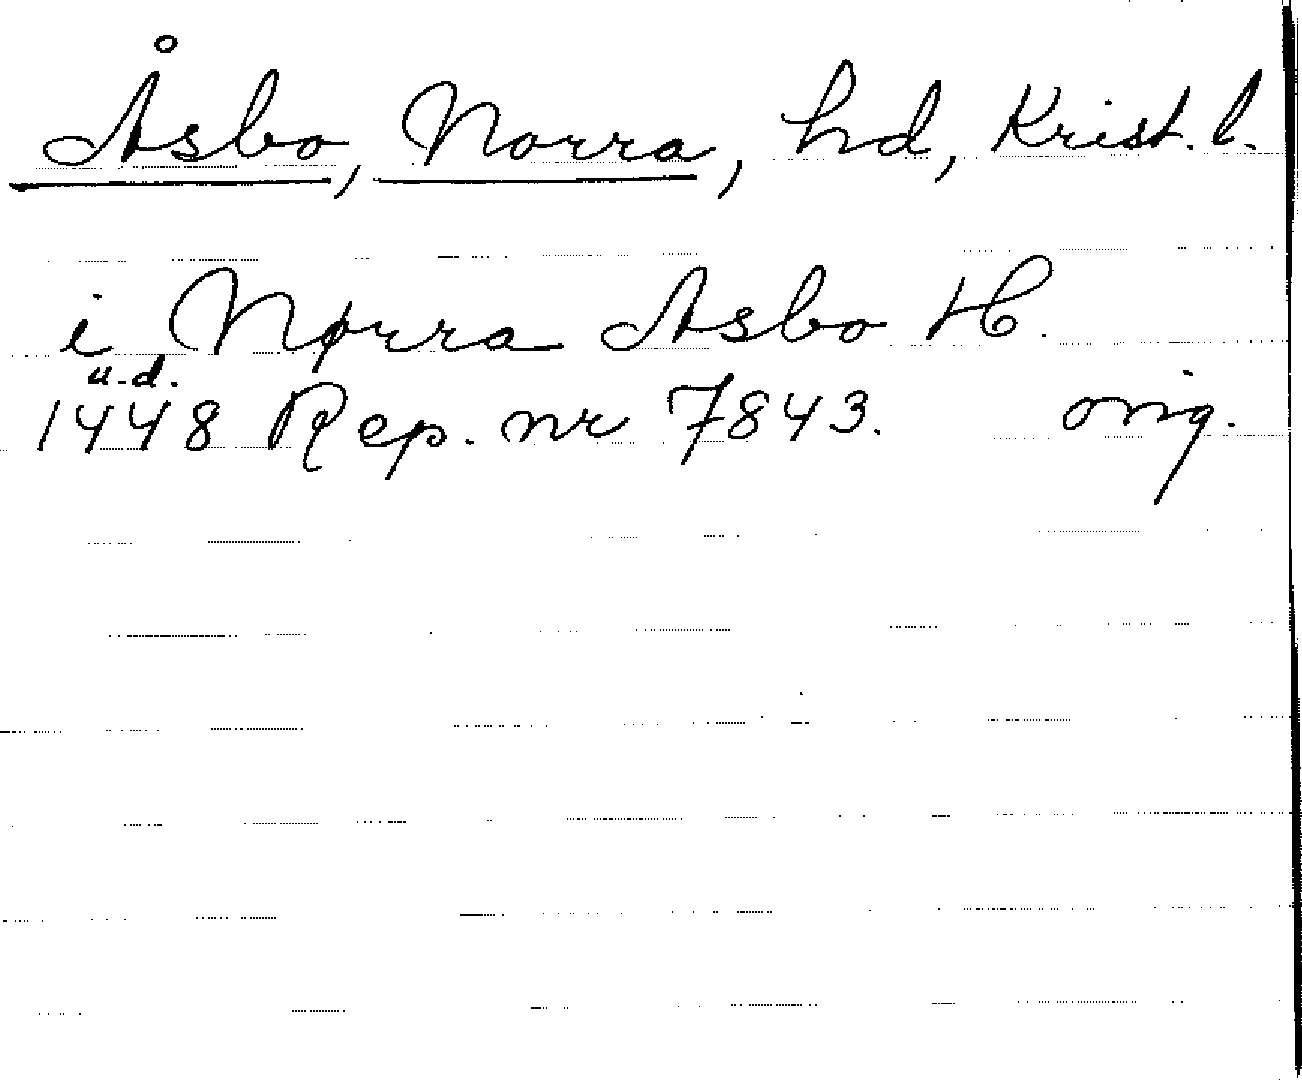 Åsbo, Norra, hd, Krist. l.
i Nørra Asbo H.
u.d.
1448 Rep. nr 7843. orig.